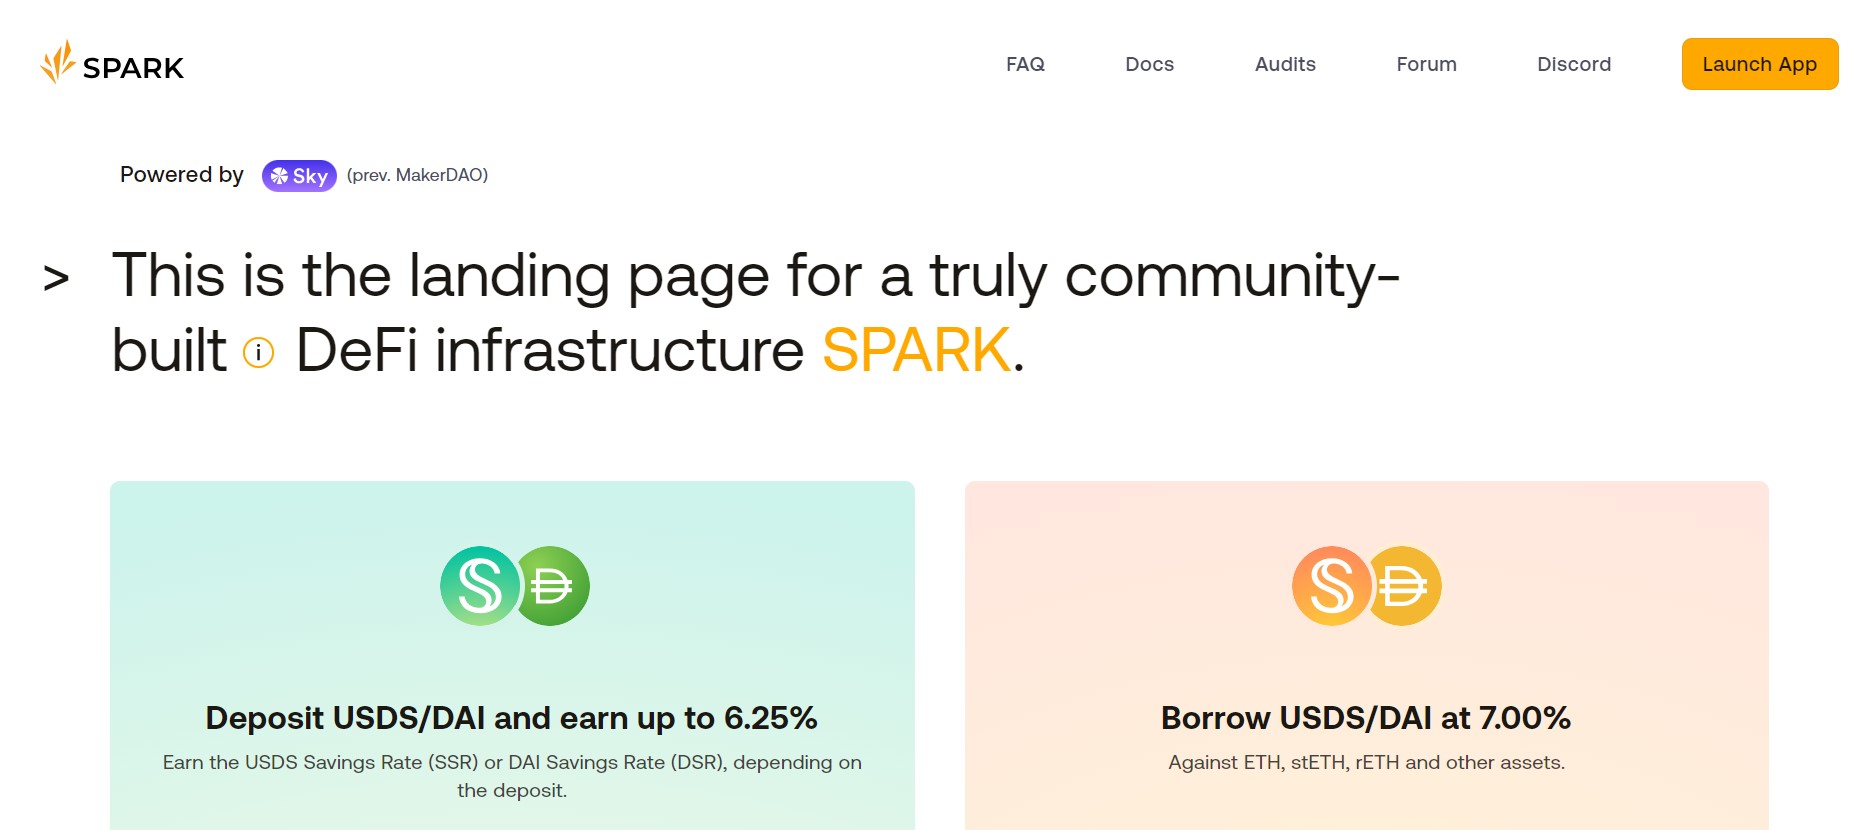 SPARK
FAQ
Docs
Audits
Forum
Discord
Launch App
Powered by Sky (prev. MakerDAO)
> This is the landing page for a truly community-
built i DeFi infrastructure SPARK.
Deposit USDS/DAI and earn up to 6.25%
Earn the USDS Savings Rate (SSR) or DAI Savings Rate (DSR), depending on
the deposit.
Borrow USDS/DAI at 7.00%
Against ETH, stETH, rETH and other assets.